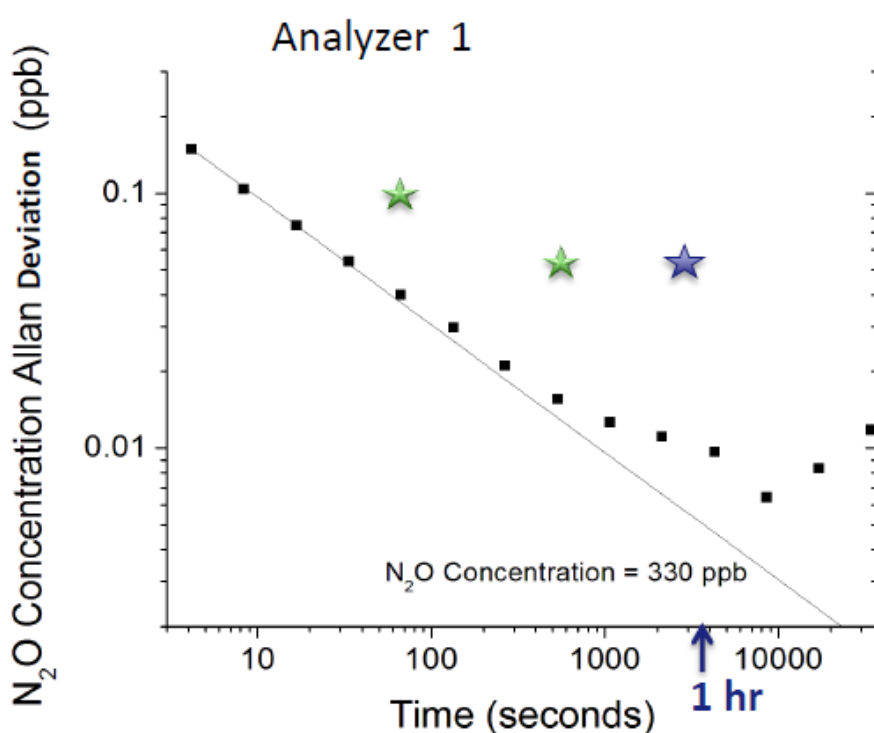 Analyzer 1
N₂O Concentration Allan Deviation (ppb)
0.1
0.01
N₂O Concentration = 330 ppb
10
100
1000
10000
1 hr
Time (seconds)